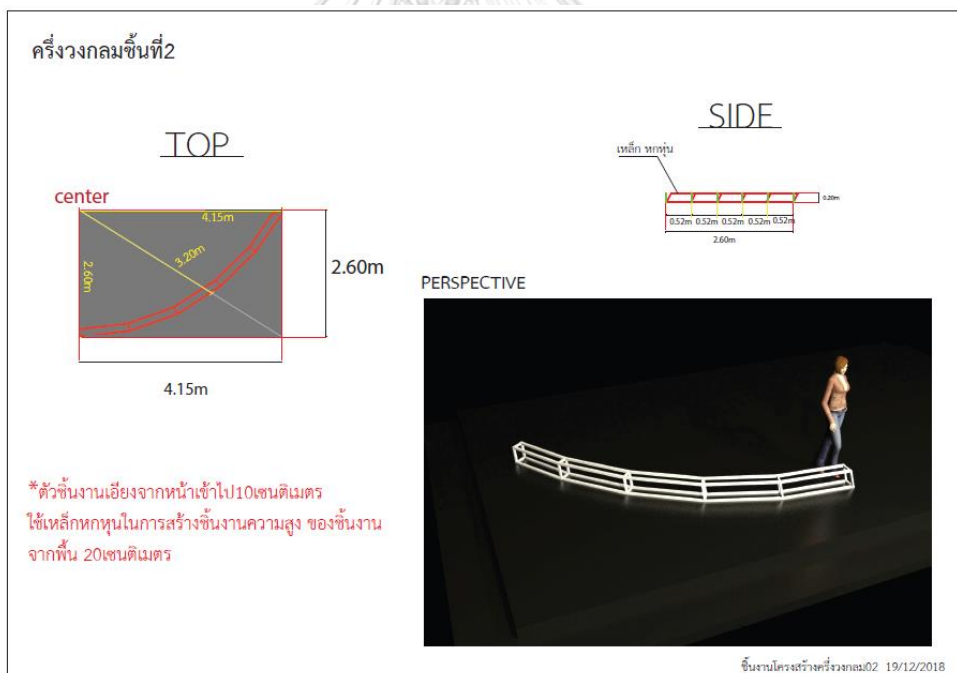 ครึ่งวงกลมชิ้นที่2
TOP
center
4.15m
3.20m
2.60m
2.60m
4.15m
SIDE
เหล็ก หกหุ่น
0.20m
0.52m 0.52m 0.52m 0.52m 0.52m
2.60m
PERSPECTIVE
*ตัวชิ้นงานเอียงจากหน้าเข้าไป10เซนติเมตร
ใช้เหล็กหกหุนในการสร้างชิ้นงานความสูง ของชิ้นงาน
จากพื้น 20เซนติเมตร
ชิ้นงานโครงสร้างครึ่งวงกลม02 19/12/2018